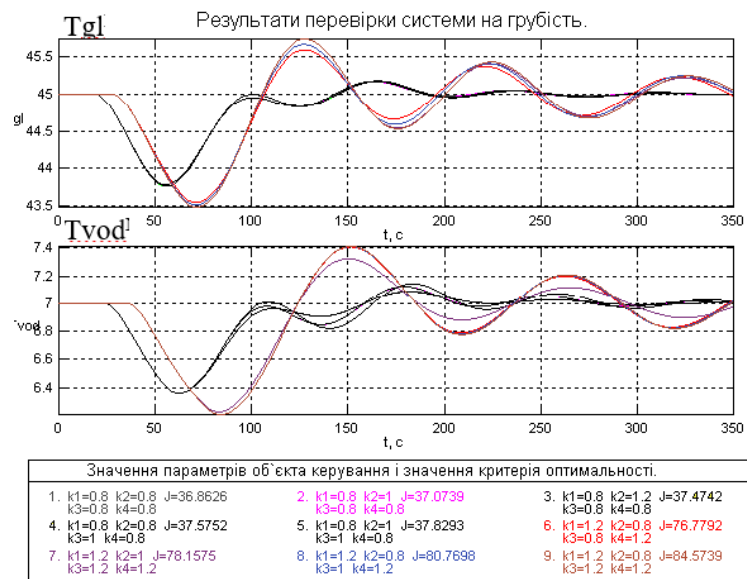 Tgl
Результати перевірки системи на грубість.
45.5
45
gl
44.5
44
43.5
0 50 100 150 200 250 300 350
t, c
Tvod
7.4
7.2
7
vod
6.8
6.6
6.4
0 50 100 150 200 250 300 350
t, c
Значення параметрів об`єкта керування і значення критерія оптимальності.
1. k1=0.8 k2=0.8 J=36.8626 2. k1=0.8 k2=1 J=37.0739 3. k1=0.8 k2=1.2 J=37.4742
k3=0.8 k4=0.8 k3=0.8 k4=0.8 k3=0.8 k4=0.8
4. k1=0.8 k2=0.8 J=37.5752 5. k1=0.8 k2=1 J=37.8293 6. k1=1.2 k2=0.8 J=76.7792
k3=1 k4=0.8 k3=1 k4=0.8 k3=0.8 k4=1.2
7. k1=1.2 k2=1 J=78.1575 8. k1=1.2 k2=0.8 J=80.7698 9. k1=1.2 k2=0.8 J=84.5739
k3=1.2 k4=1.2 k3=1 k4=1.2 k3=1.2 k4=1.2